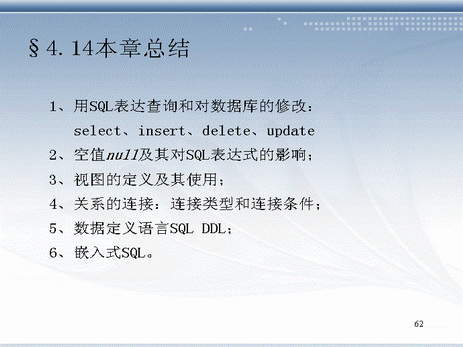 §4.14本章总结
1、用SQL表达查询和对数据库的修改：
select、insert、delete、update
2、空值null及其对SQL表达式的影响；
3、视图的定义及其使用；
4、关系的连接：连接类型和连接条件；
5、数据定义语言SQL DDL；
6、嵌入式SQL。
62